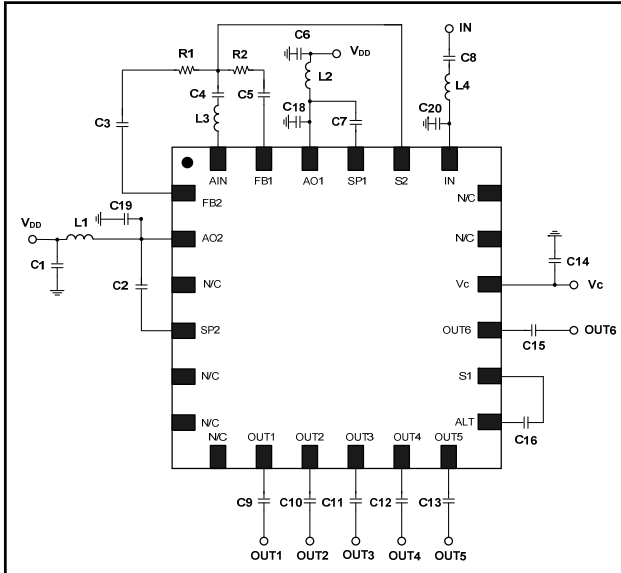 IN
C6
VDD
R1
R2
C8
L2
L4
C4
C5
C18
C7
C20
C3
L3
AIN
FB1
AO1
SP1
S2
IN
FB2
N/C
C19
VDD
L1
AO2
N/C
C1
C2
N/C
Vc
C14
Vc
SP2
OUT6
C15
OUT6
N/C
S1
N/C
ALT
C16
N/C
OUT1
OUT2
OUT3
OUT4
OUT5
C9
C10
C11
C12
C13
OUT1
OUT2
OUT3
OUT4
OUT5